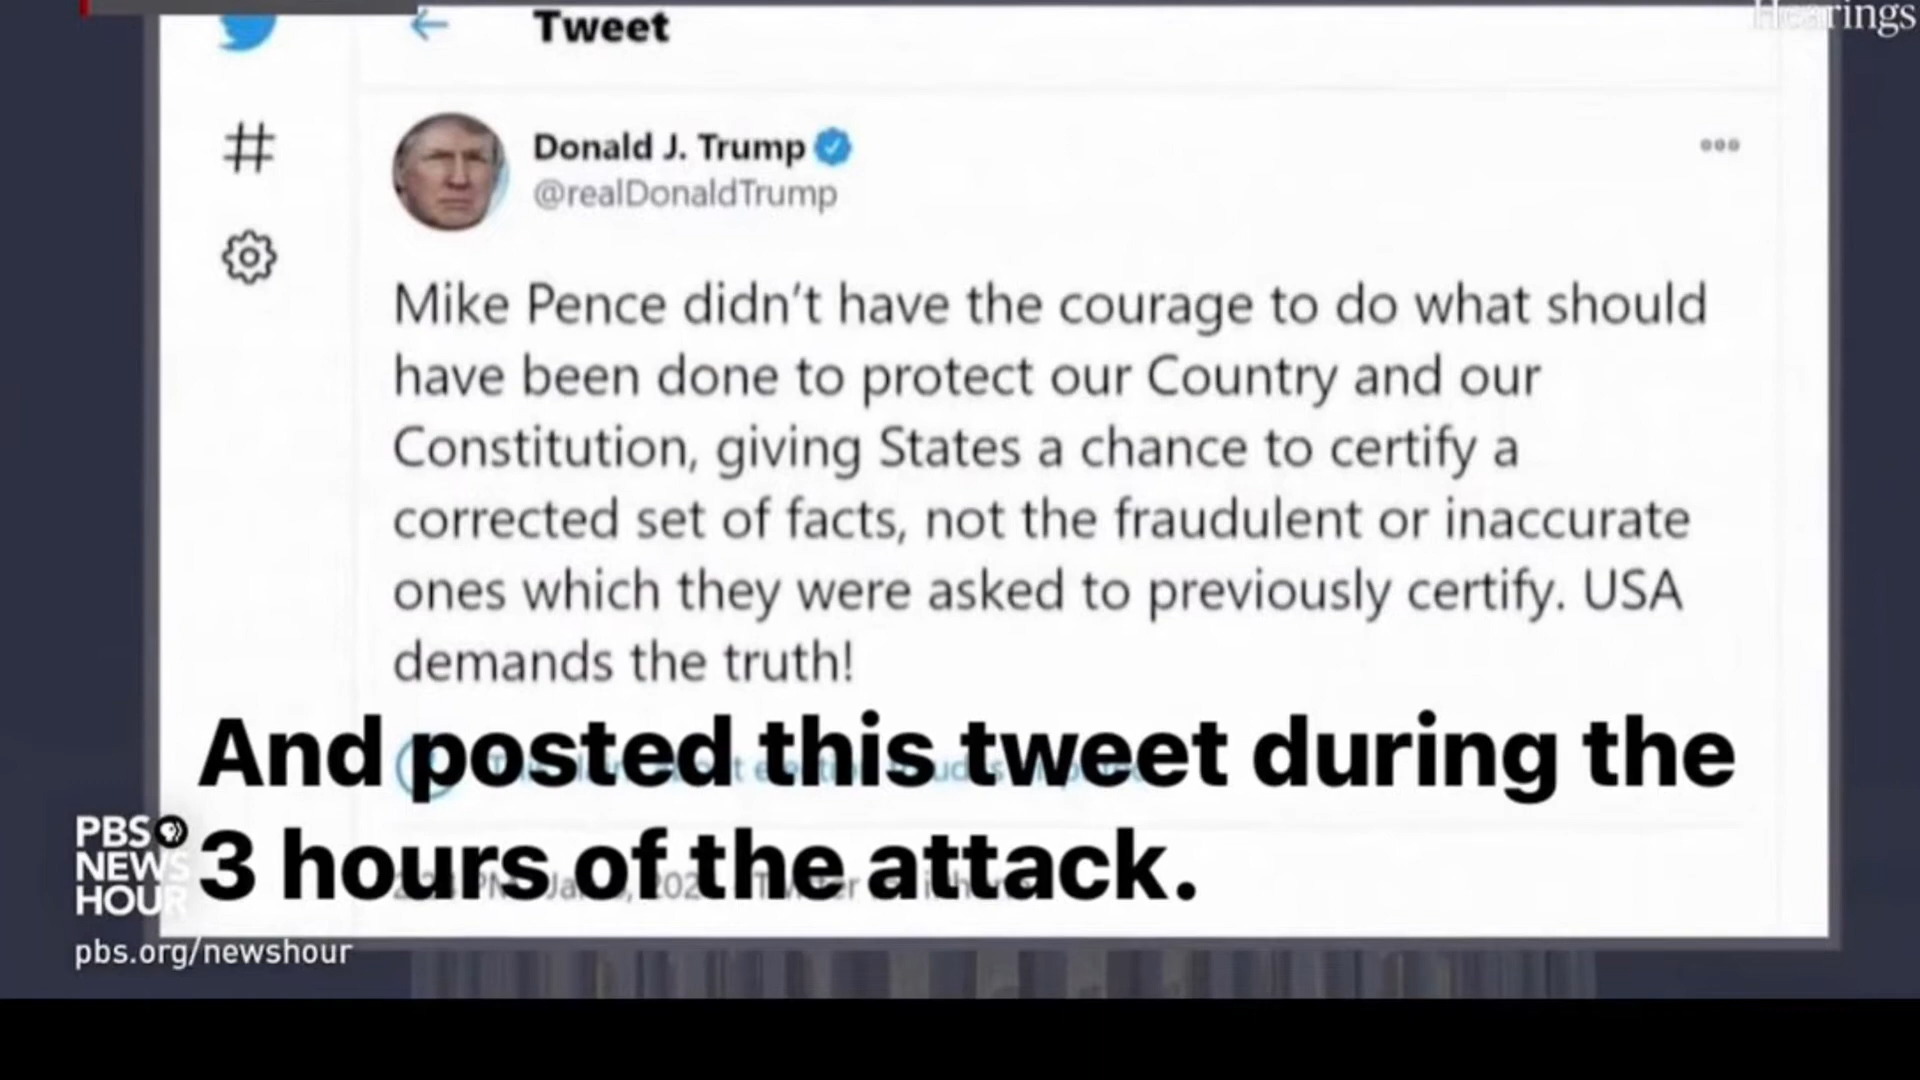 Hearings
Tweet
Donald J. Trump
@realDonaldTrump
Mike Pence didn't have the courage to do what should
have been done to protect our Country and our
Constitution, giving States a chance to certify a
corrected set of facts, not the fraudulent or inaccurate
ones which they were asked to previously certify. USA
demands the truth!
And posted this tweet during the
3 hours of the attack.
PBS
NEWS
HOUR
pbs.org/newshour